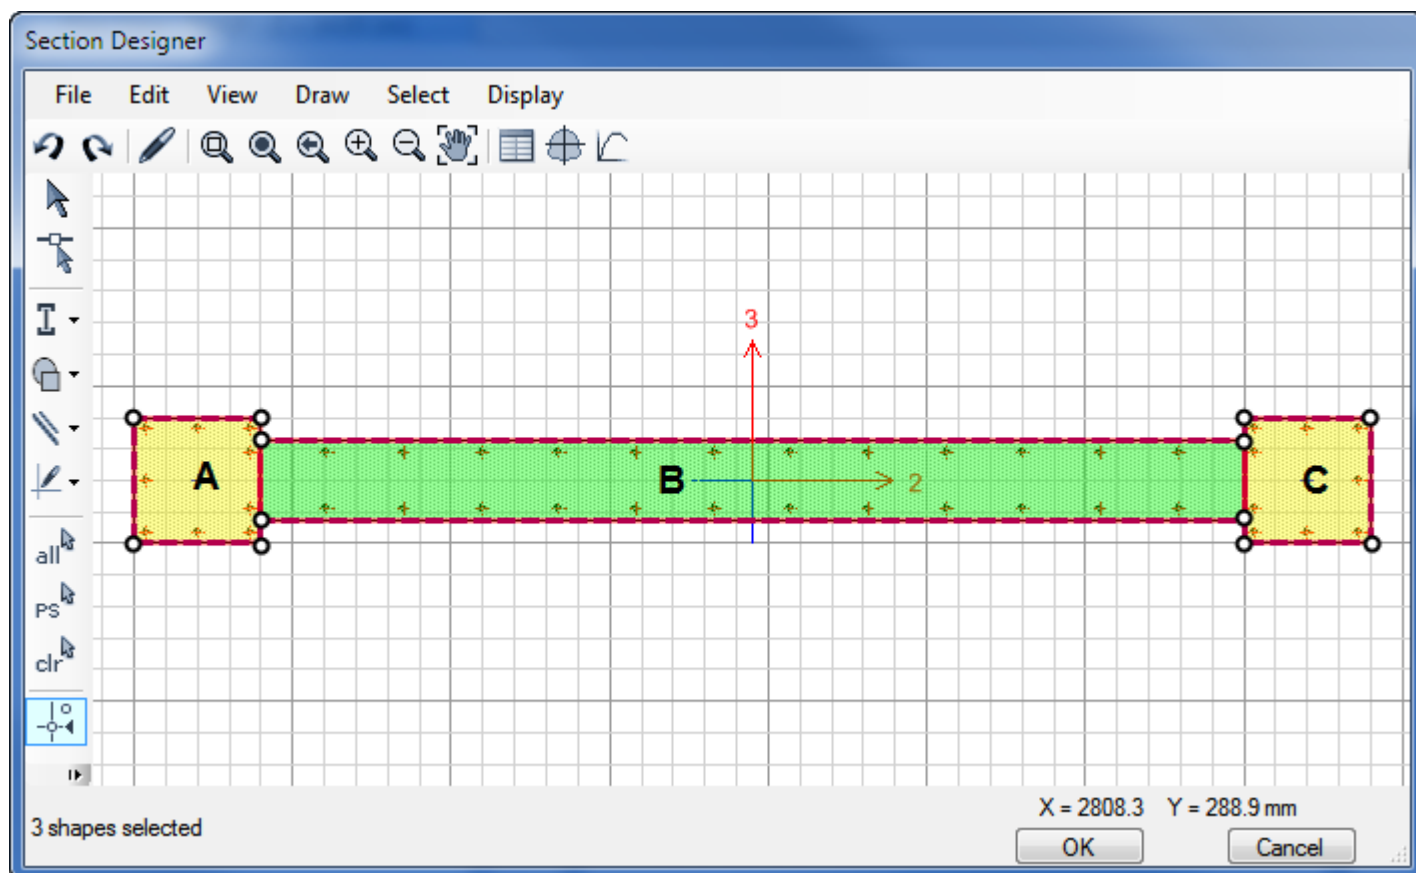 Section Designer
File Edit View Draw Select Display
3
A B 2 C
all
PS
clr
X = 2808.3 Y = 288.9 mm
3 shapes selected
OK Cancel